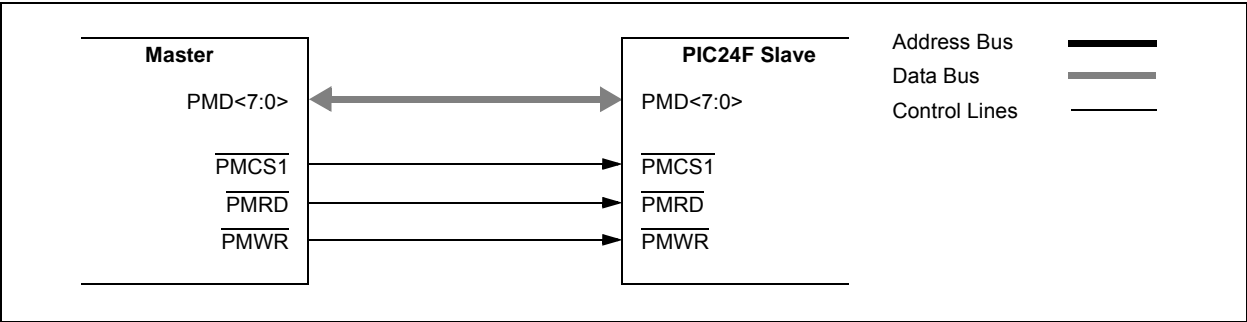 Master
PMD<7:0>
PMCS1
PMRD
PMWR
PIC24F Slave
PMD<7:0>
PMCS1
PMRD
PMWR
Address Bus
Data Bus
Control Lines